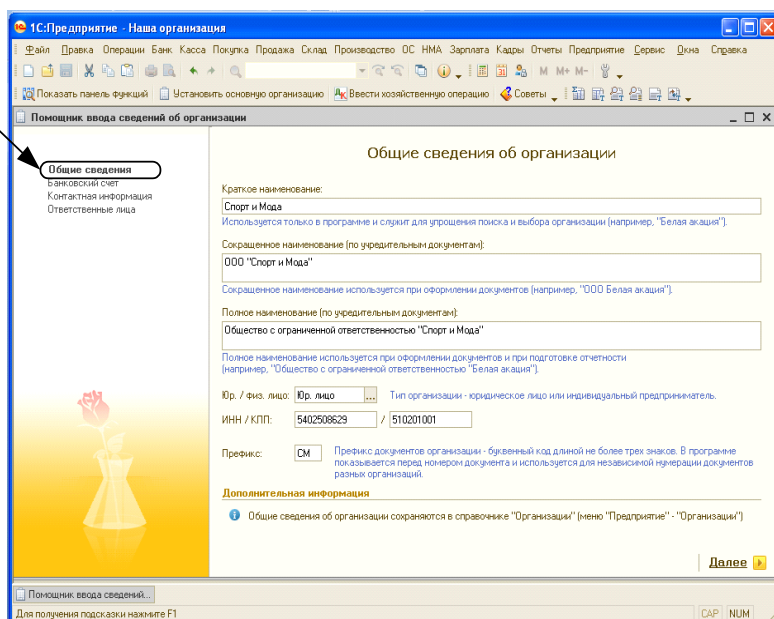 1С:Предприятие - Наша организация
Файл Правка Операции Банк Касса Покупка Продажа Склад Производство ОС НМА Зарплата Кадры Отчеты Предприятие Сервис Окна Справка
M M+ M-
Показать панель функций Установить основную организацию Ввести хозяйственную операцию Советы
Помощник ввода сведений об организации
Общие сведения
Банковский счет
Контактная информация
Ответственные лица
Общие сведения об организации
Краткое наименование:
Спорт и Мода
Используется только в программе и служит для упрощения поиска и выбора организации (например, "Белая акация").
Сокращенное наименование (по учредительным документам):
ООО "Спорт и Мода"
Сокращенное наименование используется при оформлении документов (например, "ООО Белая акация").
Полное наименование (по учредительным документам):
Общество с ограниченной ответственностью "Спорт и Мода"
Полное наименование используется при оформлении документов и при подготовке отчетности
(например, "Общество с ограниченной ответственностью "Белая акация").
Юр. / физ. лицо: Юр. лицо ... Тип организации - юридическое лицо или индивидуальный предприниматель.
ИНН / КПП: 5402508629 / 510201001
Префикс: СМ Префикс документов организации - буквенный код длиной не более трех знаков. В программе
показывается перед номером документа и используется для независимой нумерации документов
разных организаций.
Дополнительная информация
Общие сведения об организации сохраняются в справочнике "Организации" (меню "Предприятие" - "Организации")
Далее
Помощник ввода сведений...
Для получения подсказки нажмите F1 CAP NUM